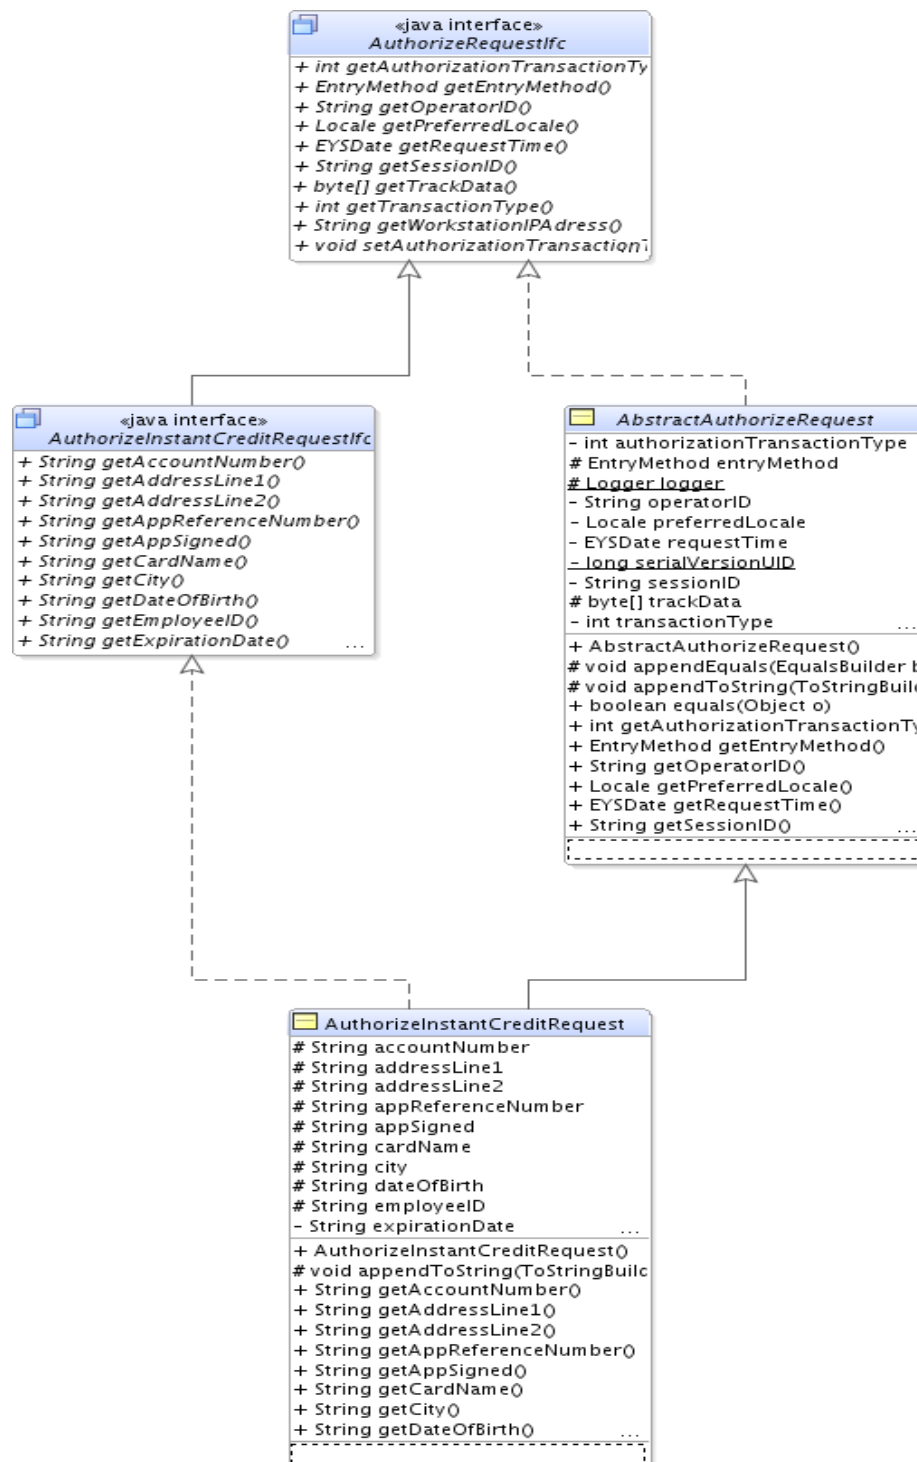 «java interface»
AuthorizeRequestIfc
+ int getAuthorizationTransactionTy
+ EntryMethod getEntryMethod()
+ String getOperatorID()
+ Locale getPreferredLocale()
+ EYSDate getRequestTime()
+ String getSessionID()
+ byte[] getTrackData()
+ int getTransactionType()
+ String getWorkstationIPAdress()
+ void setAuthorizationTransactionT
«java interface»
AuthorizeInstantCreditRequestIfc
+ String getAccountNumber()
+ String getAddressLine1()
+ String getAddressLine2()
+ String getAppReferenceNumber()
+ String getAppSigned()
+ String getCardName()
+ String getCity()
+ String getDateOfBirth()
+ String getEmployeeID()
+ String getExpirationDate() ...
AbstractAuthorizeRequest
- int authorizationTransactionType
# EntryMethod entryMethod
# Logger logger
- String operatorID
- Locale preferredLocale
- EYSDate requestTime
- long serialVersionUID
- String sessionID
# byte[] trackData
- int transactionType ...
+ AbstractAuthorizeRequest()
# void appendEquals(EqualsBuilder b
# void appendToString(ToStringBuild
+ boolean equals(Object o)
+ int getAuthorizationTransactionTy
+ EntryMethod getEntryMethod()
+ String getOperatorID()
+ Locale getPreferredLocale()
+ EYSDate getRequestTime()
+ String getSessionID() ...
AuthorizeInstantCreditRequest
# String accountNumber
# String addressLine1
# String addressLine2
# String appReferenceNumber
# String appSigned
# String cardName
# String city
# String dateOfBirth
# String employeeID
- String expirationDate ...
+ AuthorizeInstantCreditRequest()
# void appendToString(ToStringBuilc
+ String getAccountNumber()
+ String getAddressLine1()
+ String getAddressLine2()
+ String getAppReferenceNumber()
+ String getAppSigned()
+ String getCardName()
+ String getCity()
+ String getDateOfBirth() ...